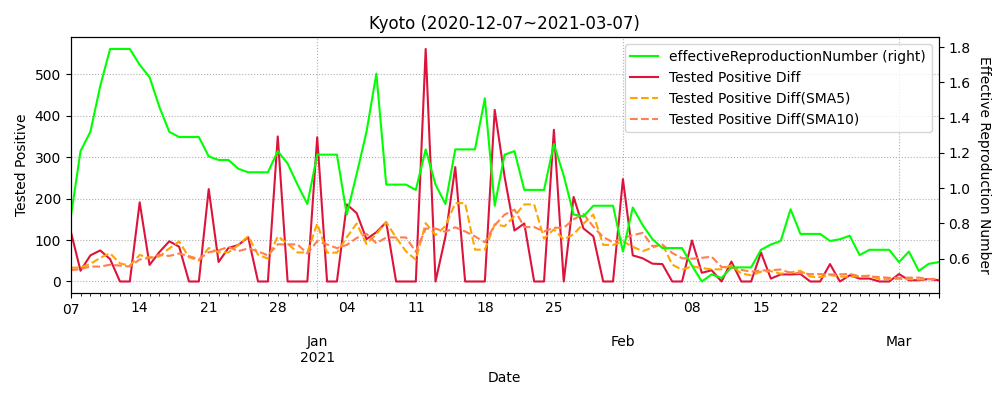 Kyoto (2020-12-07~2021-03-07)
effectiveReproductionNumber (right)
Tested Positive Diff
Tested Positive Diff(SMA5)
Tested Positive Diff(SMA10)
Tested Positive
500
400
300
200
100
0
1.8
1.6
1.4
1.2
1.0
0.8
0.6
Effective Reproduction Number
07 14 21 28 04 11 18 25 08 15 22
Jan Feb Mar
2021
Date